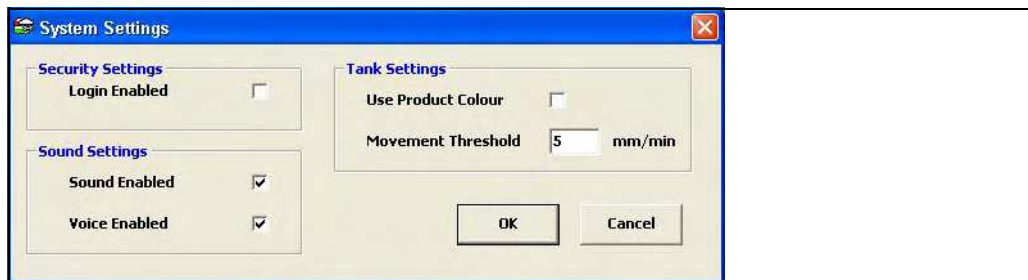 System Settings
Security Settings
Login Enabled
Sound Settings
Sound Enabled
Voice Enabled
Tank Settings
Use Product Colour
Movement Threshold 5 mm/min
OK Cancel